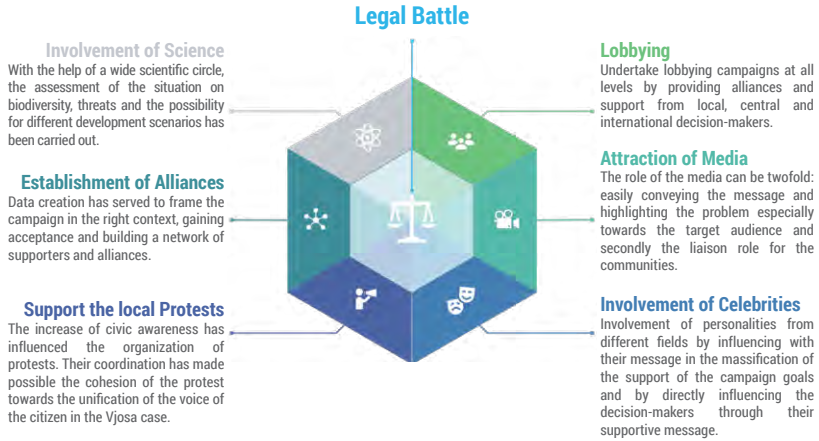 Legal Battle
Involvement of Science
With the help of a wide scientific circle,
the assessment of the situation on
biodiversity, threats and the possibility
for different development scenarios has
been carried out.
Establishment of Alliances
Data creation has served to frame the
campaign in the right context, gaining
acceptance and building a network of
supporters and alliances.
Support the local Protests
The increase of civic awareness has
influenced the organization of
protests. Their coordination has made
possible the cohesion of the protest
towards the unification of the voice of
the citizen in the Vjosa case.
Lobbying
Undertake lobbying campaigns at all
levels by providing alliances and
support from local, central and
international decision-makers.
Attraction of Media
The role of the media can be twofold:
easily conveying the message and
highlighting the problem especially
towards the target audience and
secondly the liaison role for the
communities.
Involvement of Celebrities
Involvement of personalities from
different fields by influencing with
their message in the massification of
the support of the campaign goals
and by directly influencing the
decision-makers through their
supportive message.